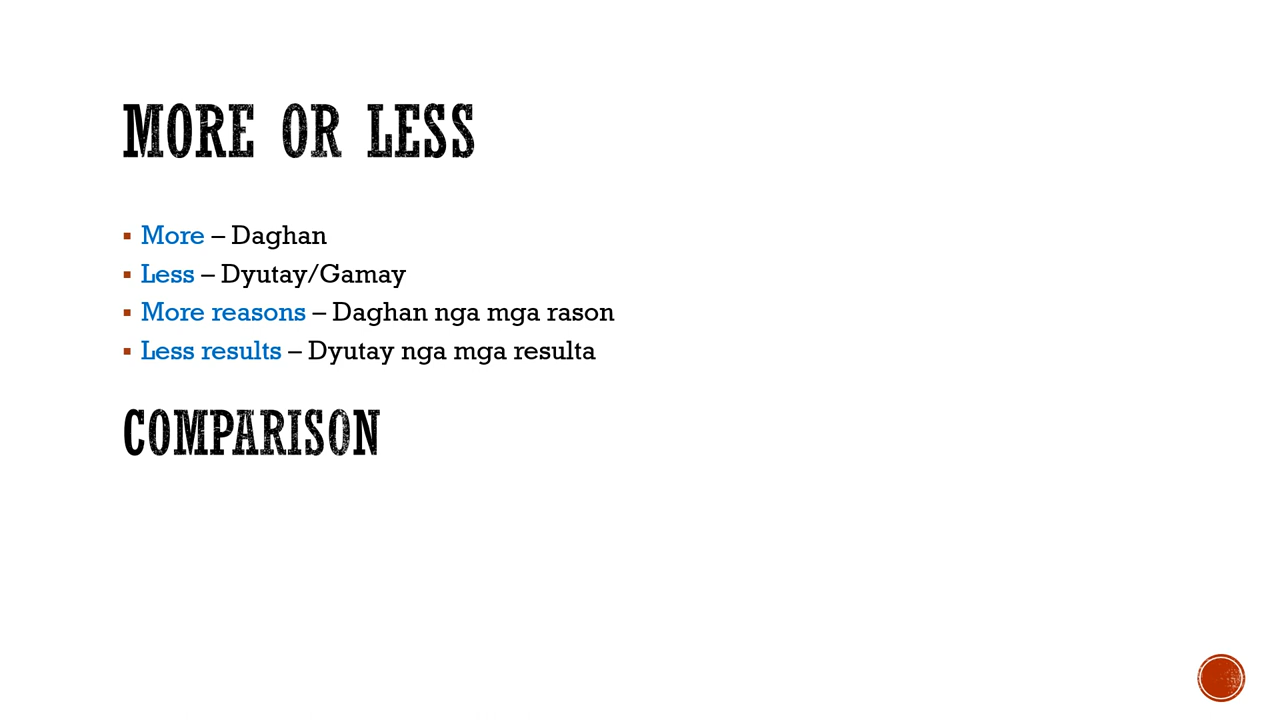 MORE OR LESS
▪ More – Daghan
▪ Less – Dyutay/Gamay
▪ More reasons – Daghan nga mga rason
▪ Less results – Dyutay nga mga resulta
COMPARISON